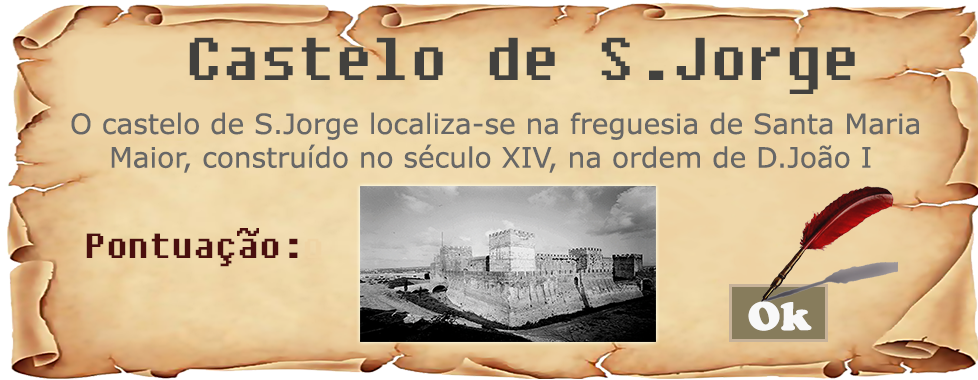 Castelo de S.Jorge
O castelo de S.Jorge localiza-se na freguesia de Santa Maria
Maior, construído no século XIV, na ordem de D.João I
Pontuação:
Ok